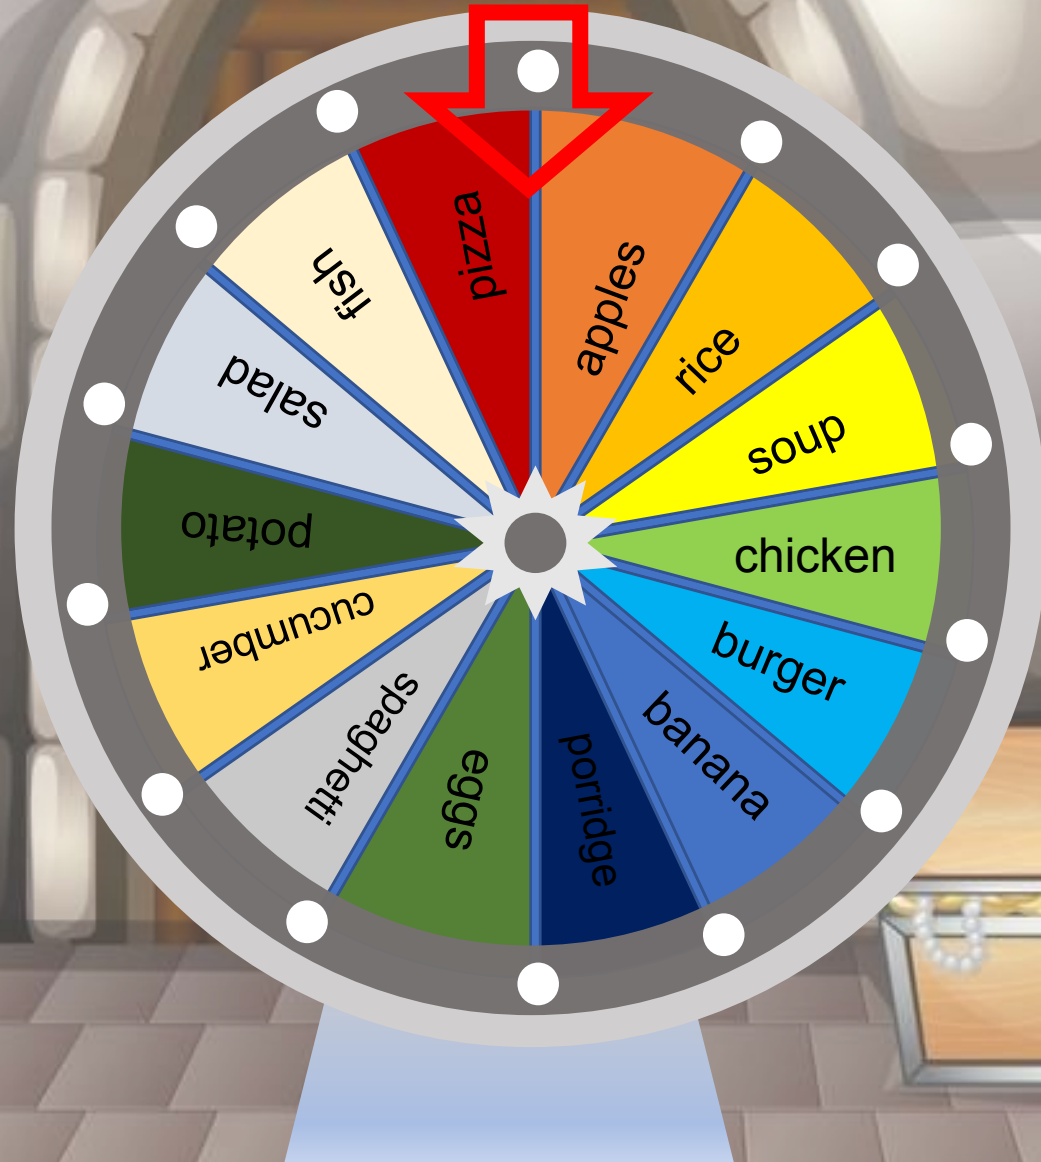 pizza
apples
rice
soup
chicken
burger
banana
porridge
eggs
spaghetti
cucumber
potato
salad
fish